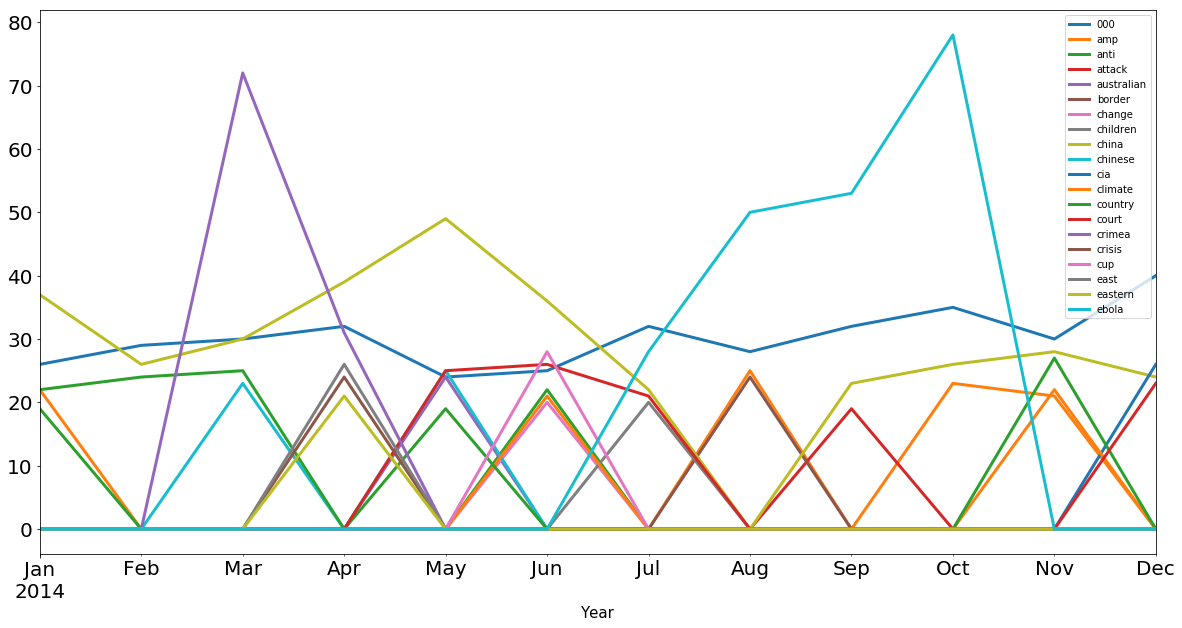 80
70
60
50
40
30
20
10
0
Jan Feb Mar Apr May Jun Jul Aug Sep Oct Nov Dec
2014
Year
000
amp
anti
attack
australian
border
change
children
china
chinese
cia
climate
country
court
crimea
crisis
cup
east
eastern
ebola